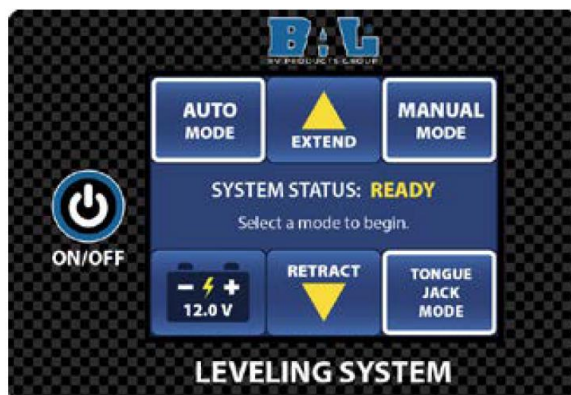 BAL
RV PRODUCTS GROUP
AUTO
MODE
EXTEND
MANUAL
MODE
SYSTEM STATUS: READY
Select a mode to begin.
ON/OFF
12.0 V
RETRACT
TONGUE
JACK
MODE
LEVELING SYSTEM